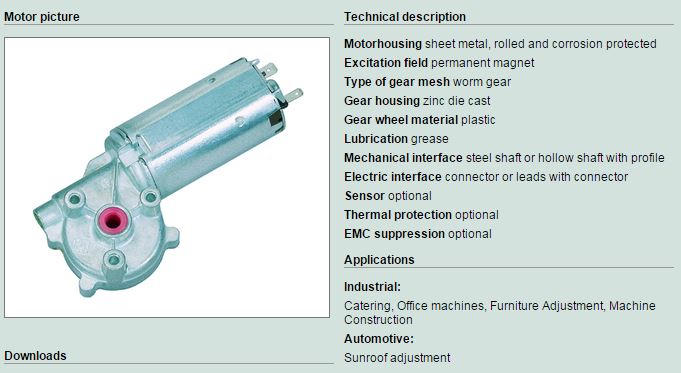 Motor picture
Technical description
Motorhousing sheet metal, rolled and corrosion protected
Excitation field permanent magnet
Type of gear mesh worm gear
Gear housing zinc die cast
Gear wheel material plastic
Lubrication grease
Mechanical interface steel shaft or hollow shaft with profile
Electric interface connector or leads with connector
Sensor optional
Thermal protection optional
EMC suppression optional
Applications
Industrial:
Catering, Office machines, Furniture Adjustment, Machine
Construction
Automotive:
Sunroof adjustment
Downloads